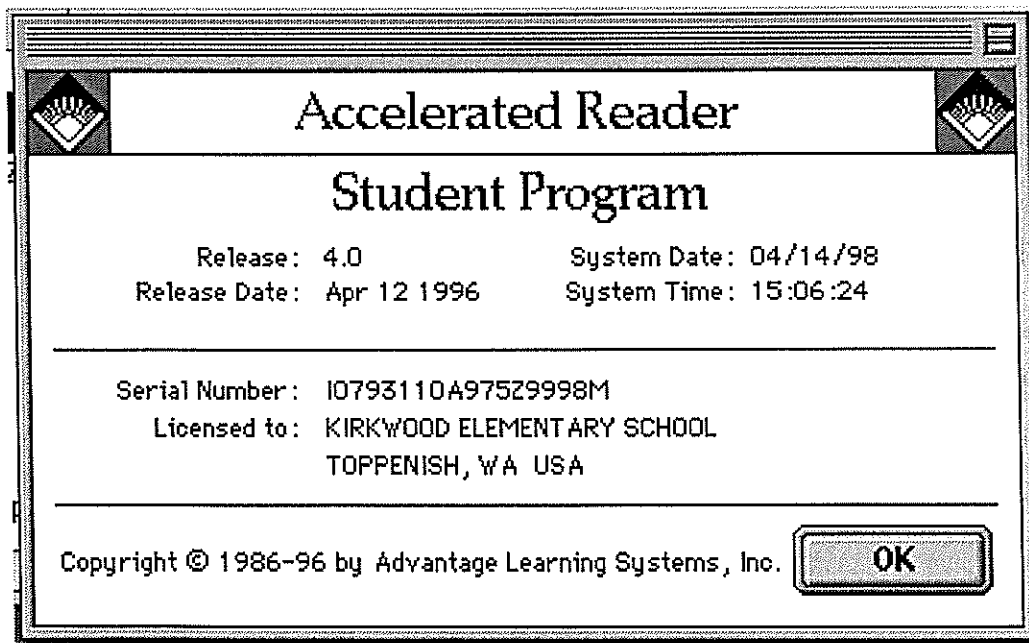 Accelerated Reader
Student Program
Release: 4.0 System Date: 04/14/98
Release Date: Apr 12 1996 System Time: 15:06:24
Serial Number: I0793110A975Z9998M
Licensed to: KIRKWOOD ELEMENTARY SCHOOL
TOPPENISH, WA USA
Copyright © 1986-96 by Advantage Learning Systems, Inc. OK